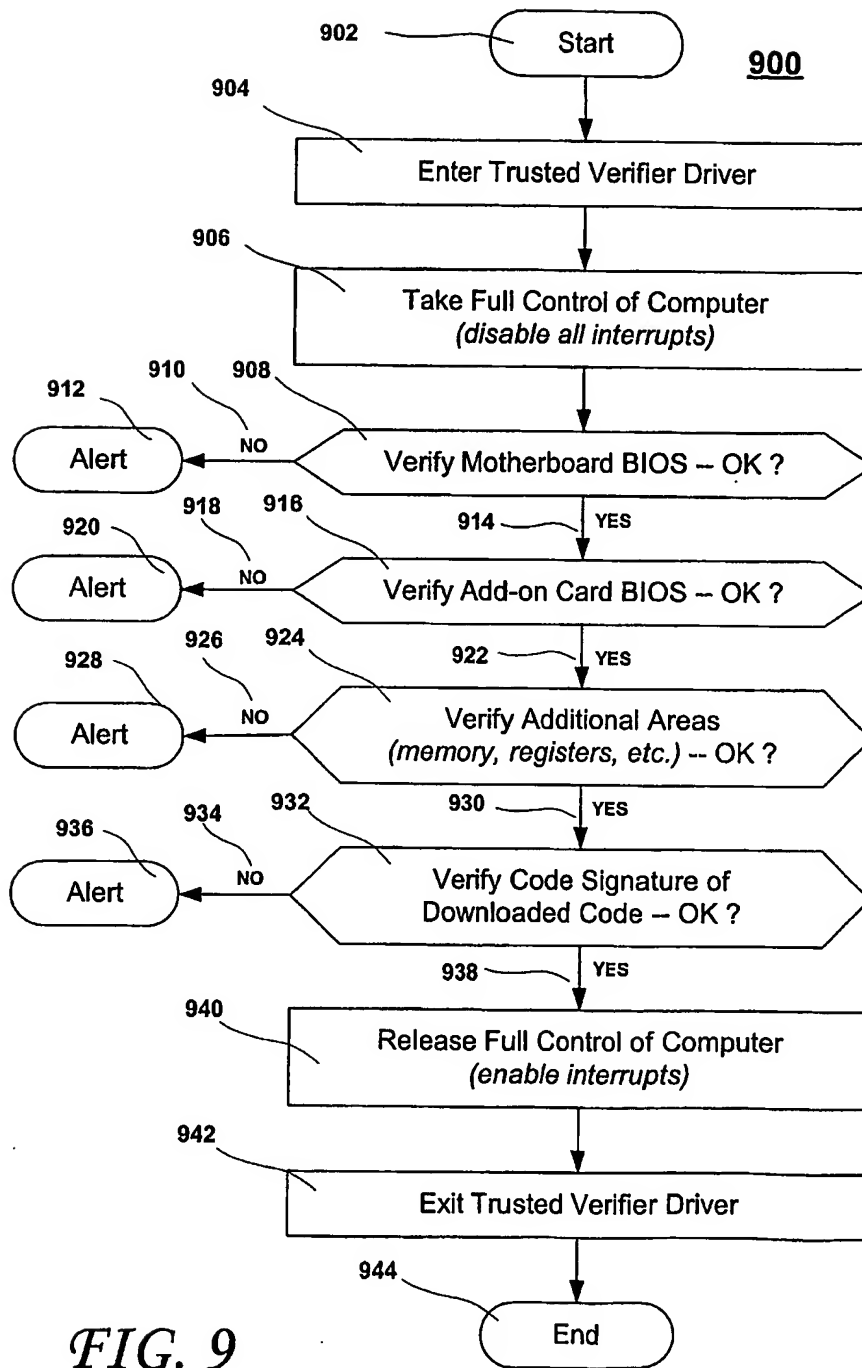 902
Start
900
904
Enter Trusted Verifier Driver
906
Take Full Control of Computer
(disable all interrupts)
908
910
912
Alert
NO
Verify Motherboard BIOS -- OK ?
914
YES
916
918
920
Alert
NO
Verify Add-on Card BIOS -- OK ?
922
YES
924
926
928
Alert
NO
Verify Additional Areas
(memory, registers, etc.) -- OK ?
930
YES
932
934
936
Alert
NO
Verify Code Signature of
Downloaded Code -- OK ?
938
YES
940
Release Full Control of Computer
(enable interrupts)
942
Exit Trusted Verifier Driver
944
End
FIG. 9